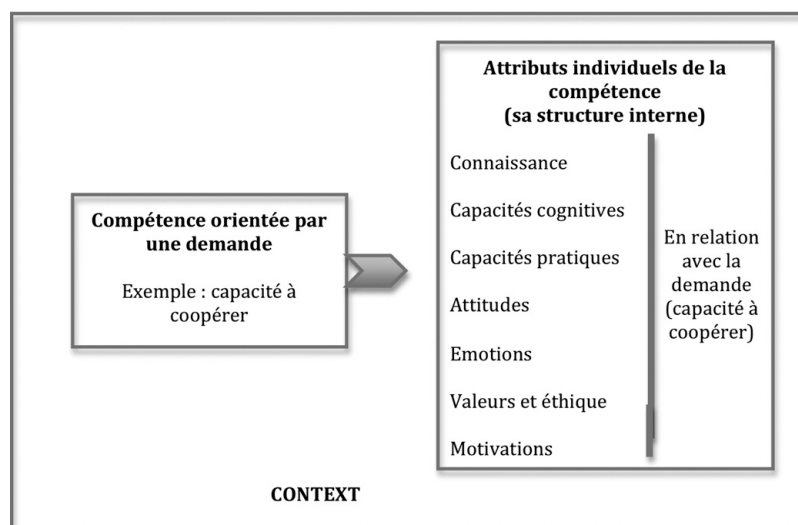 Attributs individuels de la
compétence
(sa structure interne)
Connaissance
Capacités cognitives
Capacités pratiques
Attitudes
Emotions
Valeurs et éthique
Motivations
En relation
avec la
demande
(capacité à
coopérer)
Compétence orientée par
une demande
Exemple : capacité à
coopérer
CONTEXT